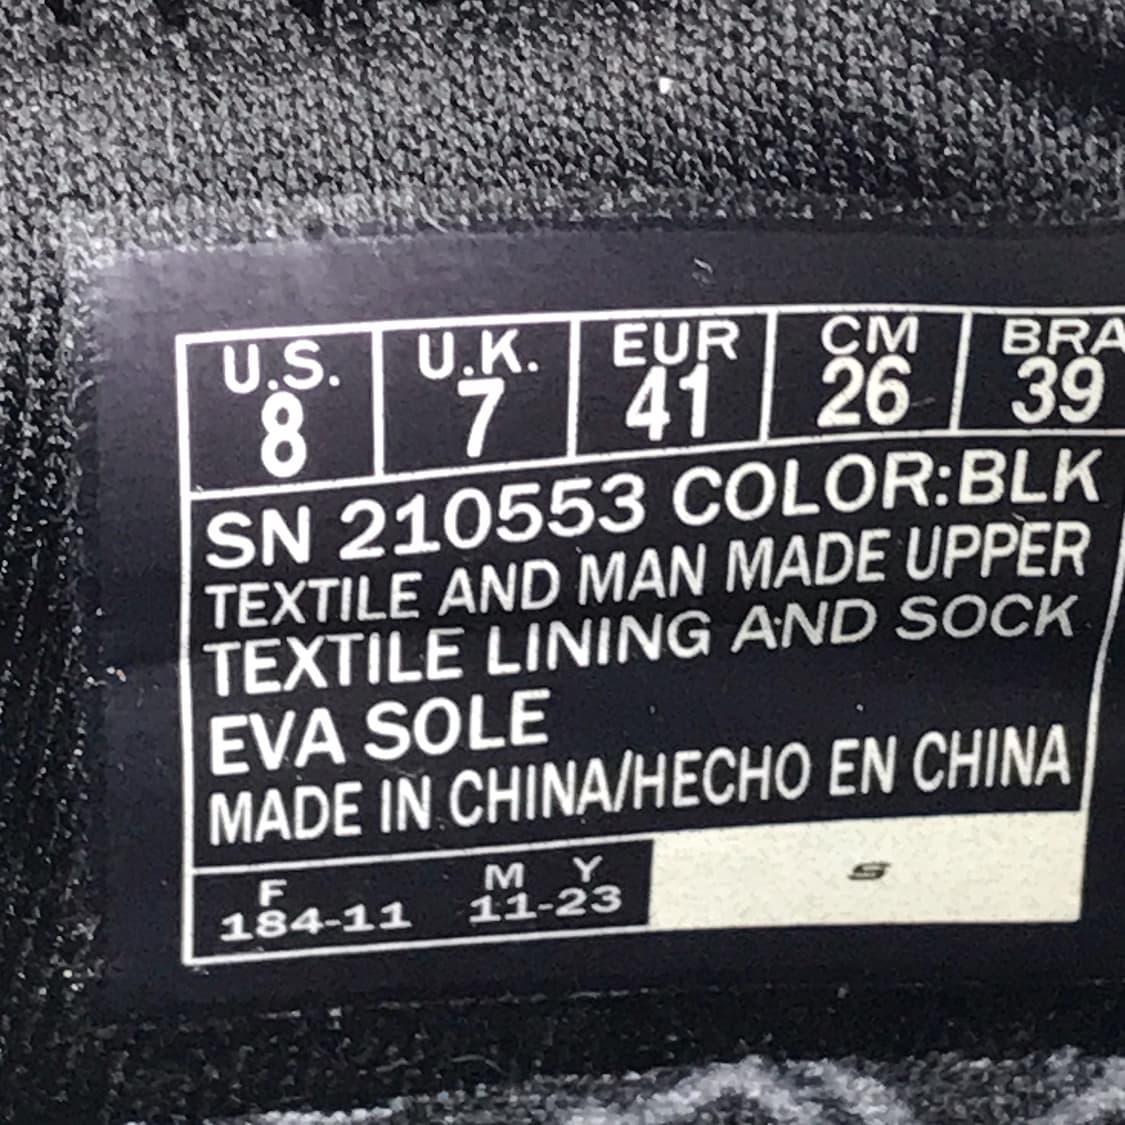 U.S. U.K. EUR CM BRA
8 7 41 26 39
SN 210553 COLOR:BLK
TEXTILE AND MAN MADE UPPER
TEXTILE LINING AND SOCK
EVA SOLE
MADE IN CHINA/HECHO EN CHINA
F M Y
184-11 11-23
S